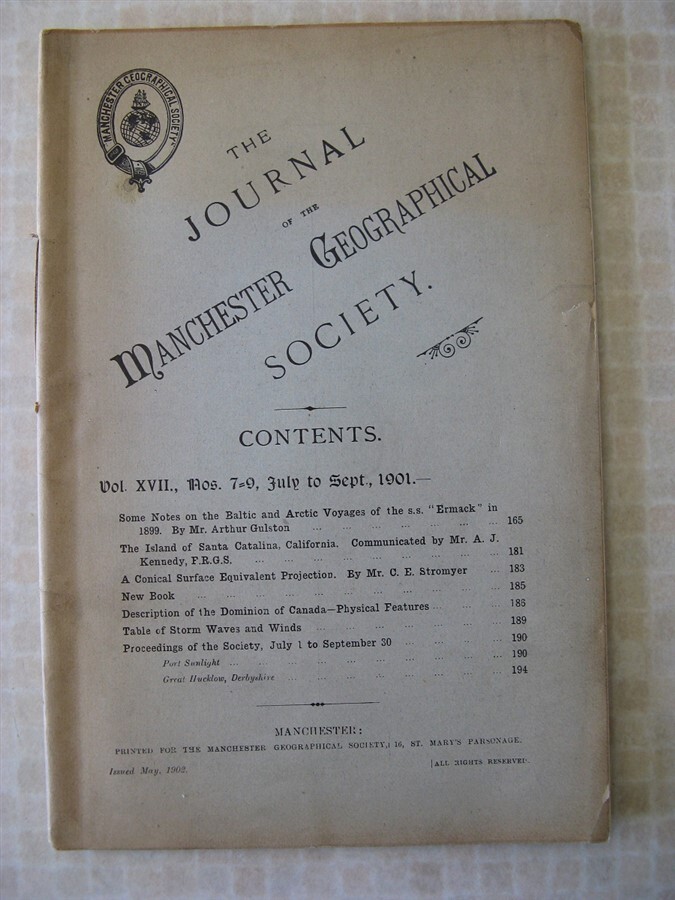 "MANCHESTER GEOGRAPHICAL SOCIETY"
THE
JOURNAL
OF THE
MANCHESTER GEOGRAPHICAL
SOCIETY.
CONTENTS.
Vol. XVII., Nos. 7=9, July to Sept., 1901.—
Some Notes on the Baltic and Arctic Voyages of the s.s. "Ermack" in
1899. By Mr. Arthur Gulston ... ... ... ... ... ... ... 165
The Island of Santa Catalina, California. Communicated by Mr. A. J.
Kennedy, F.R.G.S. ... ... ... ... ... ... ... ... ... 181
A Conical Surface Equivalent Projection. By Mr. C. E. Stromyer ... 183
New Book ... ... ... ... ... ... ... ... ... ... ... 185
Description of the Dominion of Canada—Physical Features ... ... 186
Table of Storm Waves and Winds ... ... ... ... ... ... ... 189
Proceedings of the Society, July 1 to September 30 ... ... ... 190
Port Sunlight ... ... ... ... ... ... ... ... ... 190
Great Hucklow, Derbyshire ... ... ... ... ... ... ... 194
MANCHESTER:
PRINTED FOR THE MANCHESTER GEOGRAPHICAL SOCIETY, 16, ST. MARY'S PARSONAGE.
Issued May, 1902. [ALL RIGHTS RESERVED.